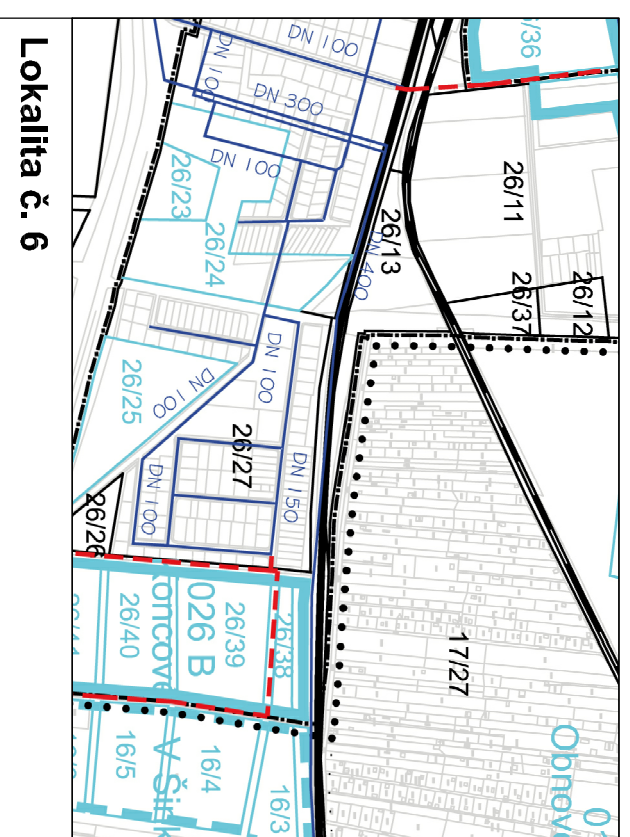 Lokalita č. 6
DN 100
DN 100
DN 300
DN 100
26/23
26/24
26/13
DN 400
26/11
26/37
26/12
DN 100
DN 100
26/25
26/27
DN 150
DN 100
26/26
17/27
26/38
26/39
026 B
26/40
16/3
16/4
16/5
Obnov